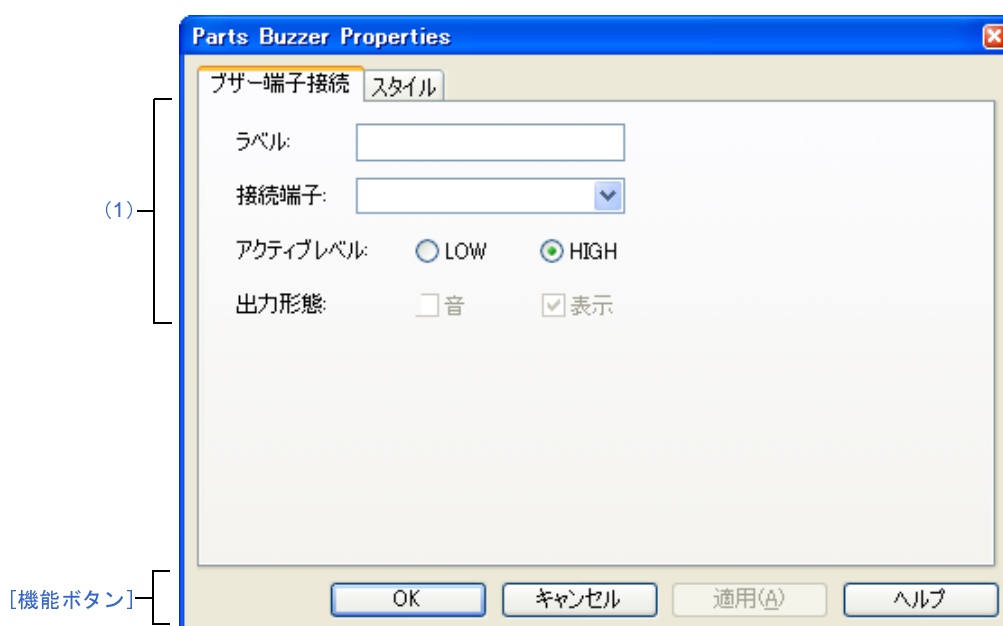 Parts Buzzer Properties
ブザー端子接続 スタイル
ラベル:
(1)
接続端子:
アクティブレベル: LOW HIGH
出力形態: 音 表示
[機能ボタン]
OK キャンセル 適用(A) ヘルプ